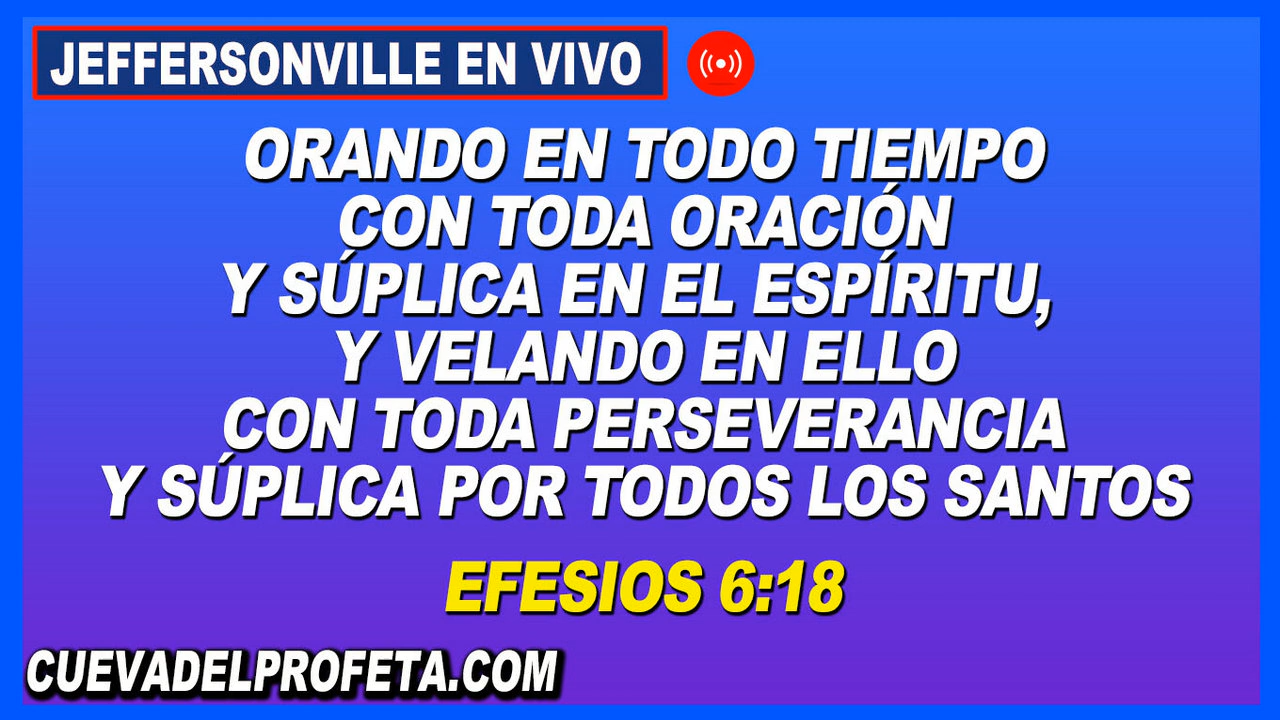 JEFFERSONVILLE EN VIVO
ORANDO EN TODO TIEMPO
CON TODA ORACIÓN
Y SÚPLICA EN EL ESPÍRITU,
Y VELANDO EN ELLO
CON TODA PERSEVERANCIA
Y SÚPLICA POR TODOS LOS SANTOS
EFESIOS 6:18
CUEVADELPROFETA.COM